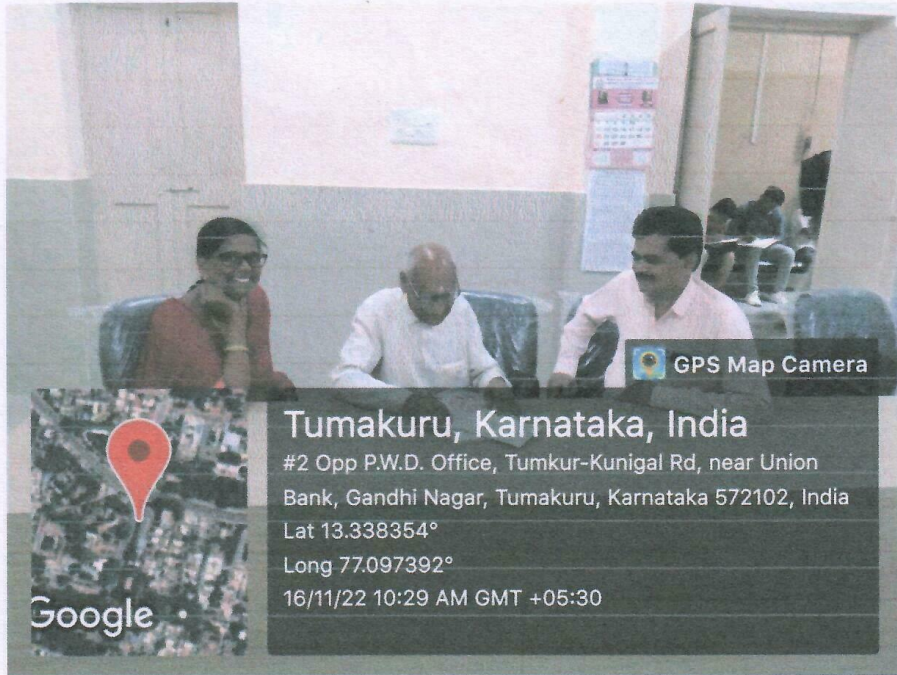 GPS Map Camera
Tumakuru, Karnataka, India
#2 Opp P.W.D. Office, Tumkur-Kunigal Rd, near Union
Bank, Gandhi Nagar, Tumakuru, Karnataka 572102, India
Lat 13.338354°
Long 77.097392°
16/11/22 10:29 AM GMT +05:30
Google